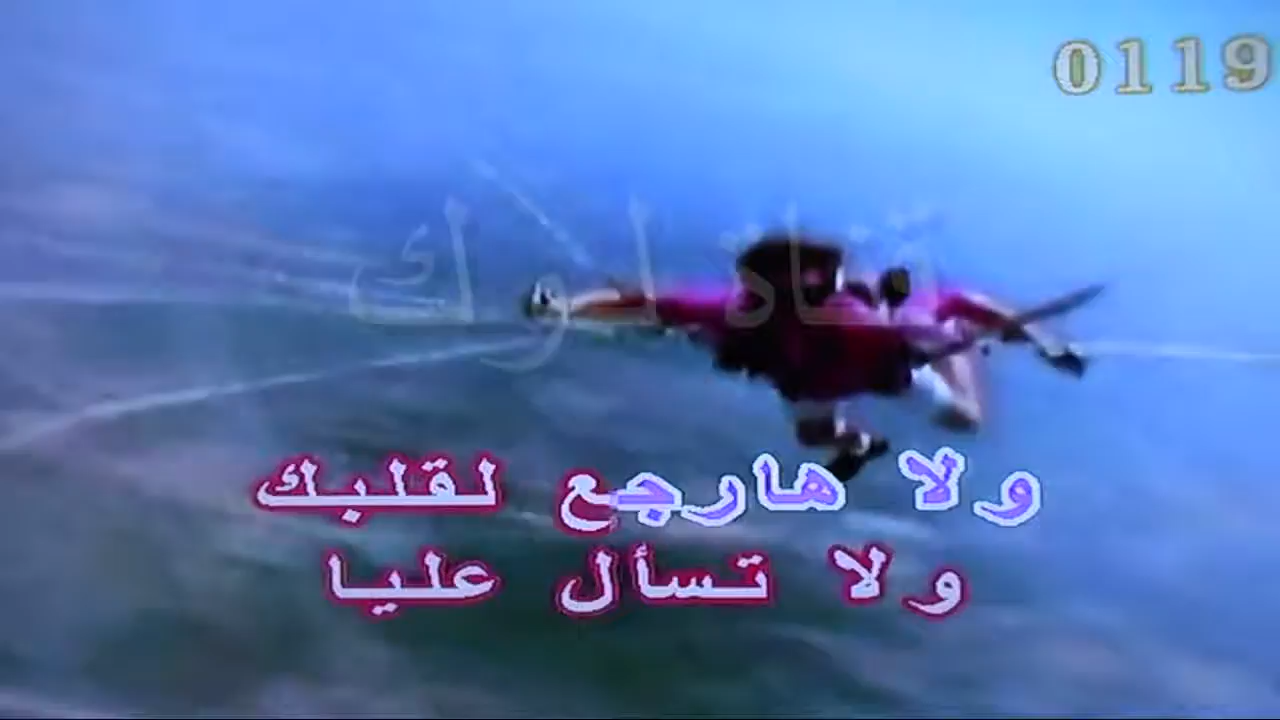 0119
ولا هارجع لقلبك
ولا تسأل عليا